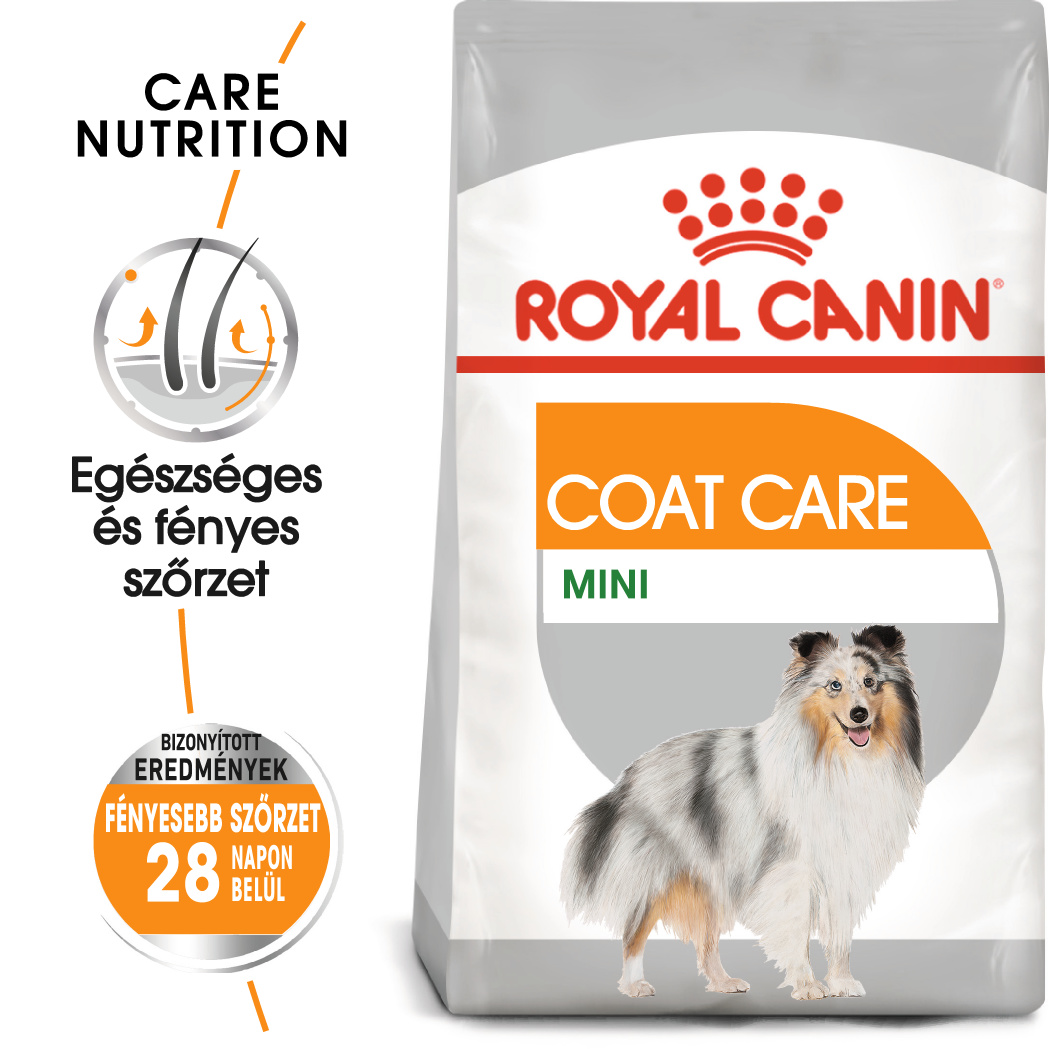 CARE
NUTRITION
Egészséges
és fényes
szőrzet
BIZONYÍTOTT
EREDMÉNYEK
FÉNYESEBB SZŐRZET
28 NAPON
BELÜL
ROYAL CANIN®
COAT CARE
MINI